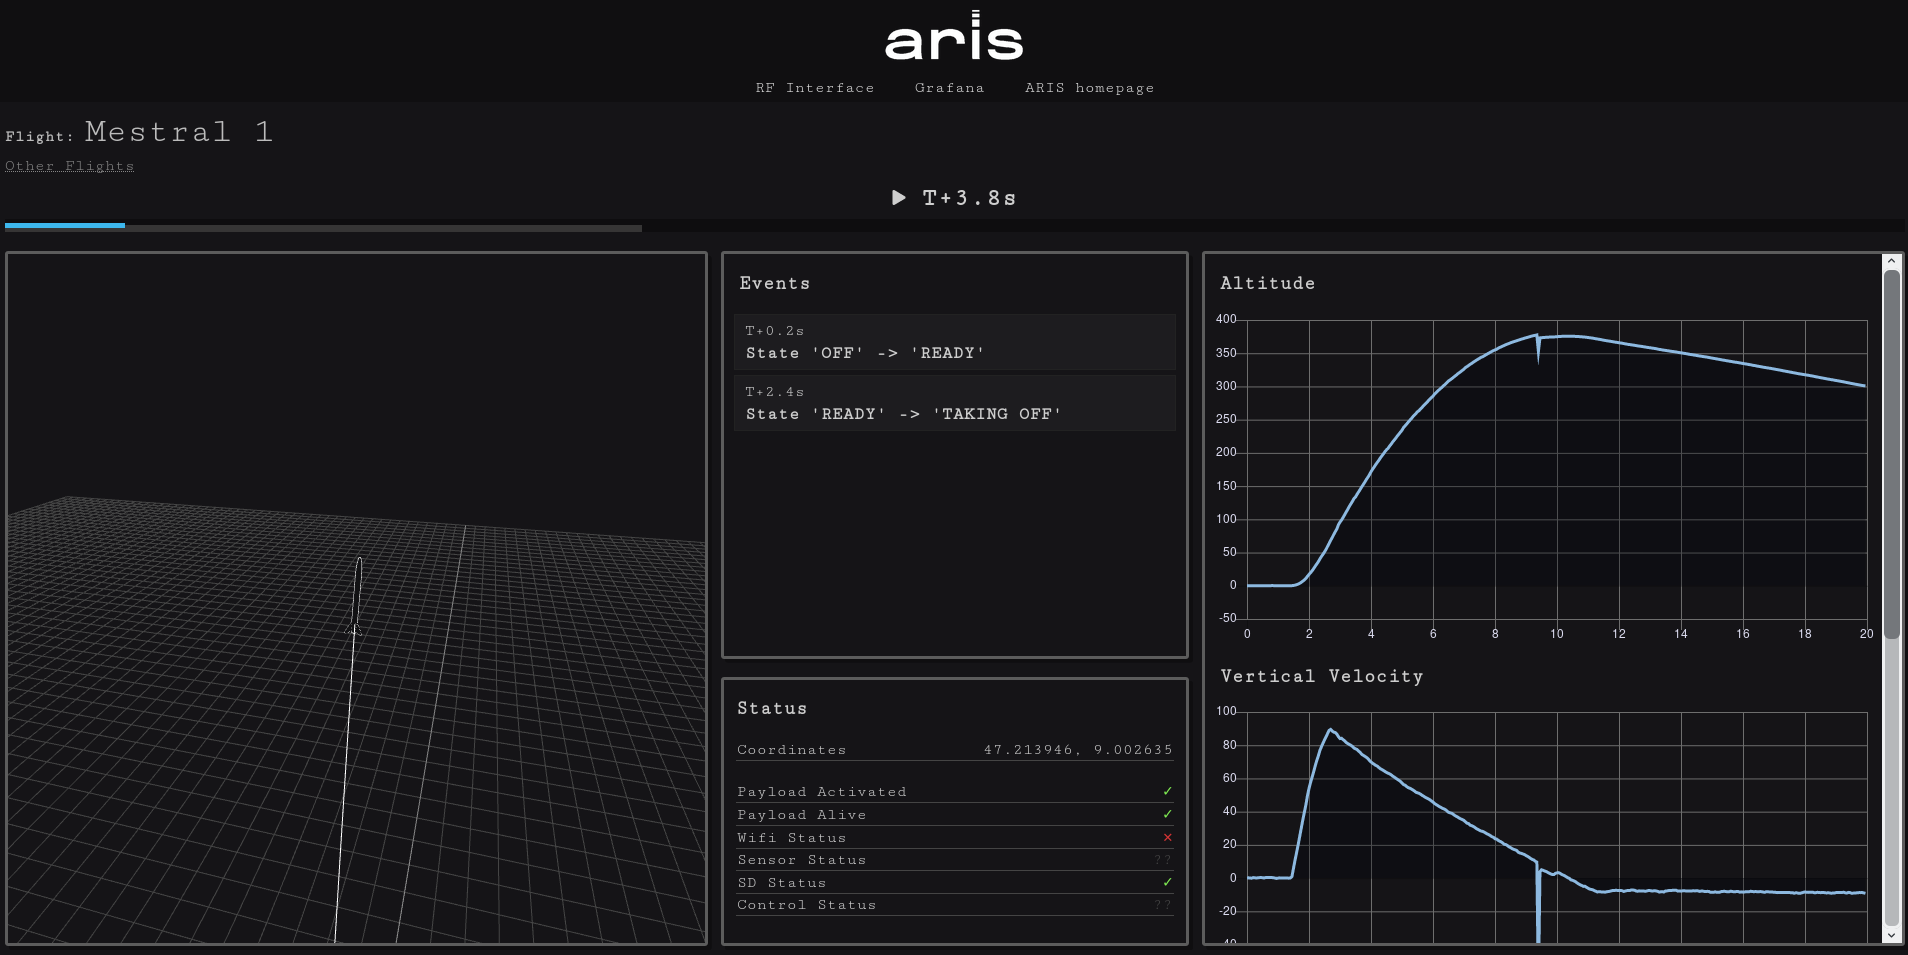 aris
RF Interface Grafana ARIS homepage
Flight: Mestral 1
Other Flights
T+3.8s
Events
T+0.2s
State 'OFF' -> 'READY'
T+2.4s
State 'READY' -> 'TAKING OFF'
Status
Coordinates 47.213946, 9.002635
Payload Activated ✓
Payload Alive ✓
Wifi Status ✕
Sensor Status ??
SD Status ✓
Control Status ??
Altitude
400
350
300
250
200
150
100
50
0
-50
0 2 4 6 8 10 12 14 16 18 20
Vertical Velocity
100
80
60
40
20
0
-20
-40